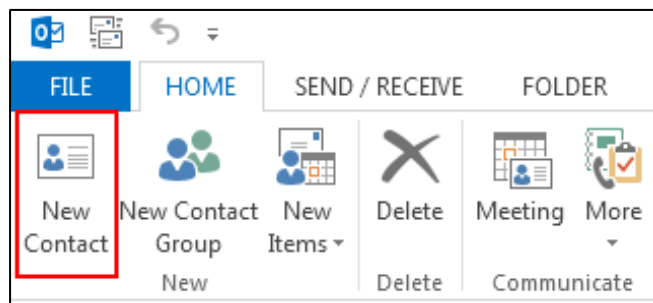 FILE HOME SEND / RECEIVE FOLDER
New Contact
New Contact Group
New Items
Delete
Meeting
More
New Delete Communicate